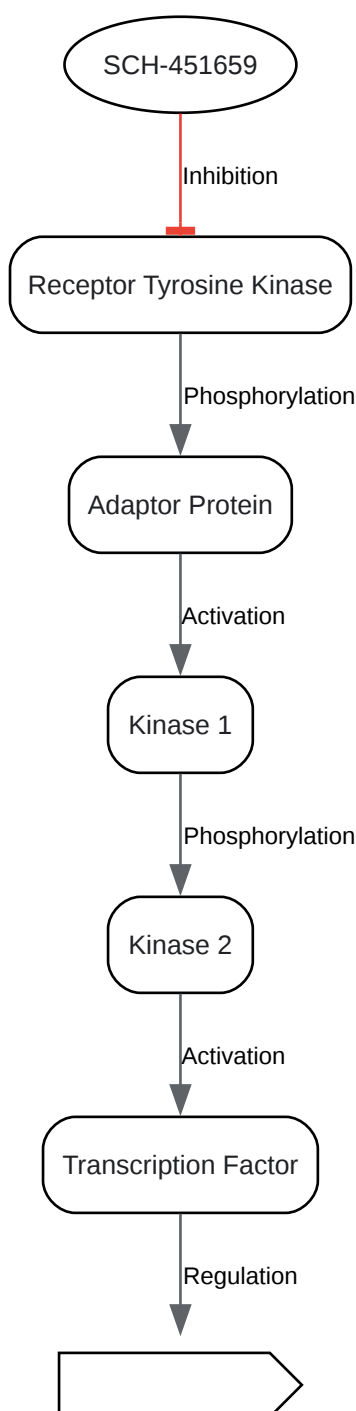 SCH-451659
Inhibition
Receptor Tyrosine Kinase
Phosphorylation
Adaptor Protein
Activation
Kinase 1
Phosphorylation
Kinase 2
Activation
Transcription Factor
Regulation